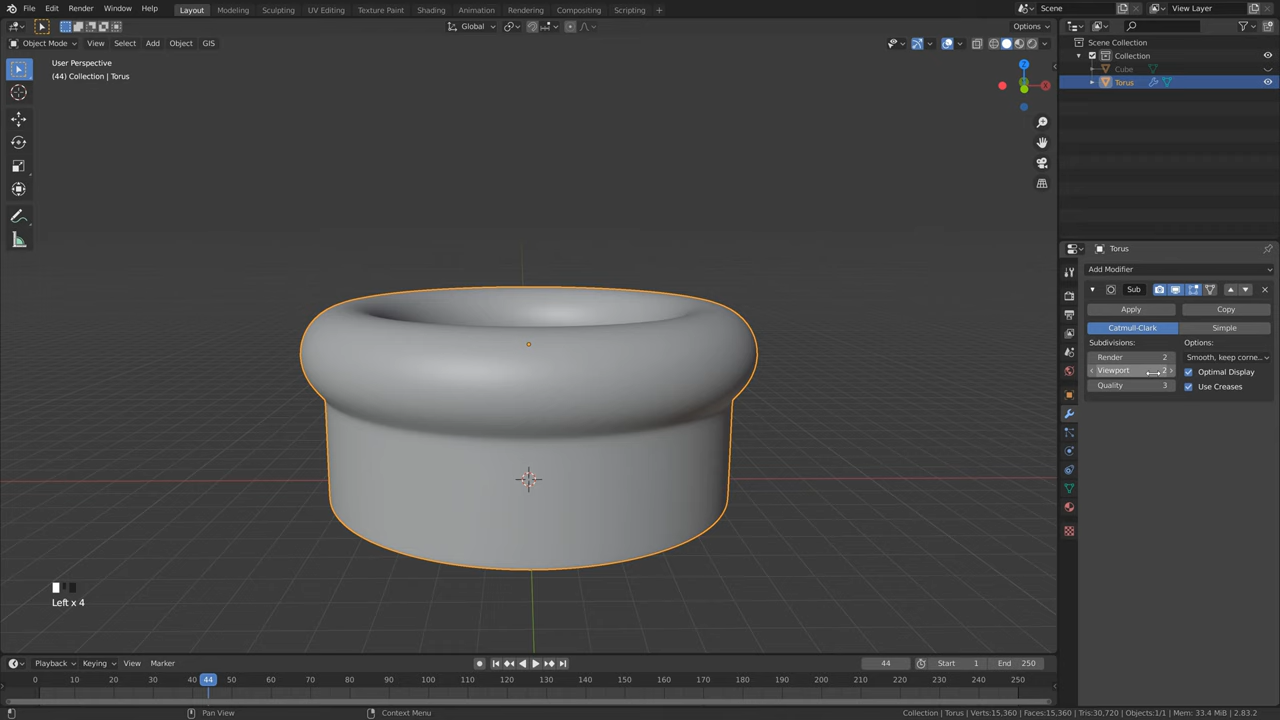 File Edit Render Window Help Layout Modeling Sculpting UV Editing Texture Paint Shading Animation Rendering Compositing Scripting + Scene View Layer
Global Options
Object Mode View Select Add Object GIS
User Perspective
(44) Collection | Torus
Z
X
Scene Collection
Collection
Cube
Torus
Torus
Add Modifier
Sub
Apply Copy
Catmull-Clark Simple
Subdivisions: Options:
Render 2 Smooth, keep corne..
Viewport 2 Optimal Display
Quality 3 Use Creases
Left x 4
Playback Keying View Marker 44 Start 1 End 250
0 10 20 30 40 44 50 60 70 80 90 100 110 120 130 140 150 160 170 180 190 200 210 220 230 240 250
Select Pan View Context Menu Collection | Torus | Verts:15,360 | Faces:15,360 | Tris:30,720 | Objects:1/1 | Mem: 33.4 MiB | 2.83.2